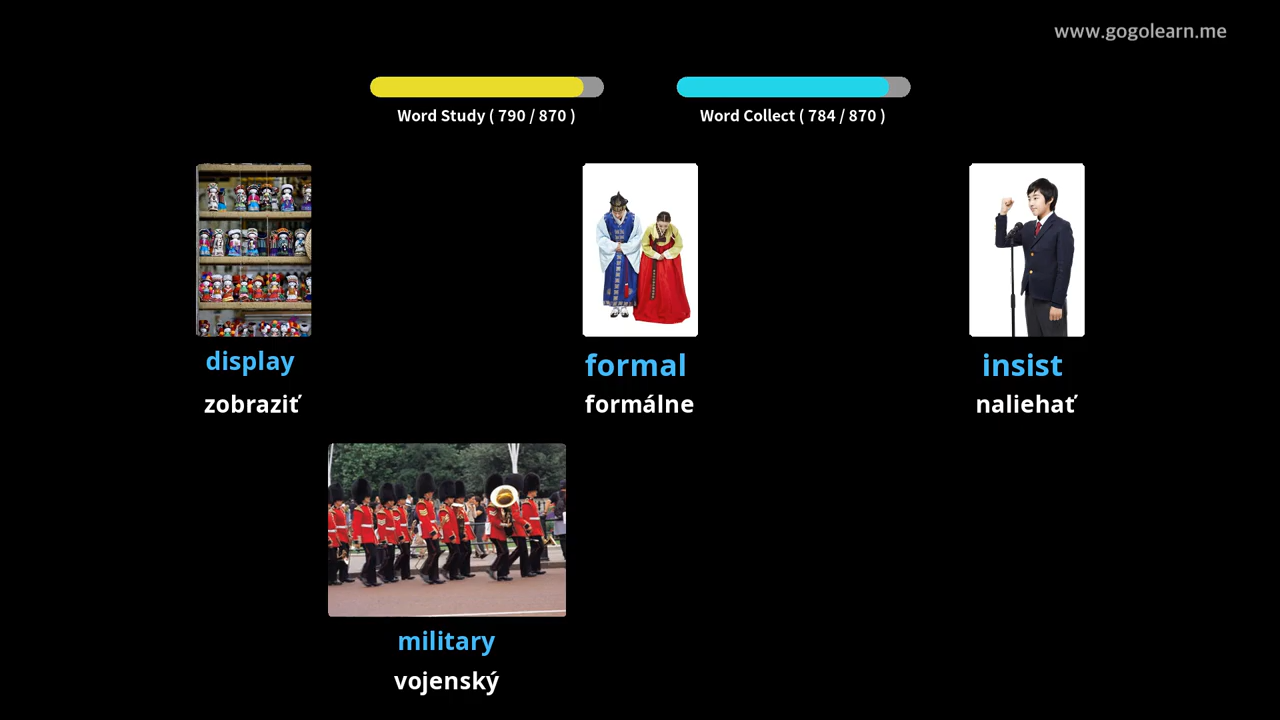 www.gogolearn.me
Word Study ( 790 / 870 )
Word Collect ( 784 / 870 )
display
formal
insist
zobraziť
formálne
naliehať
military
vojenský